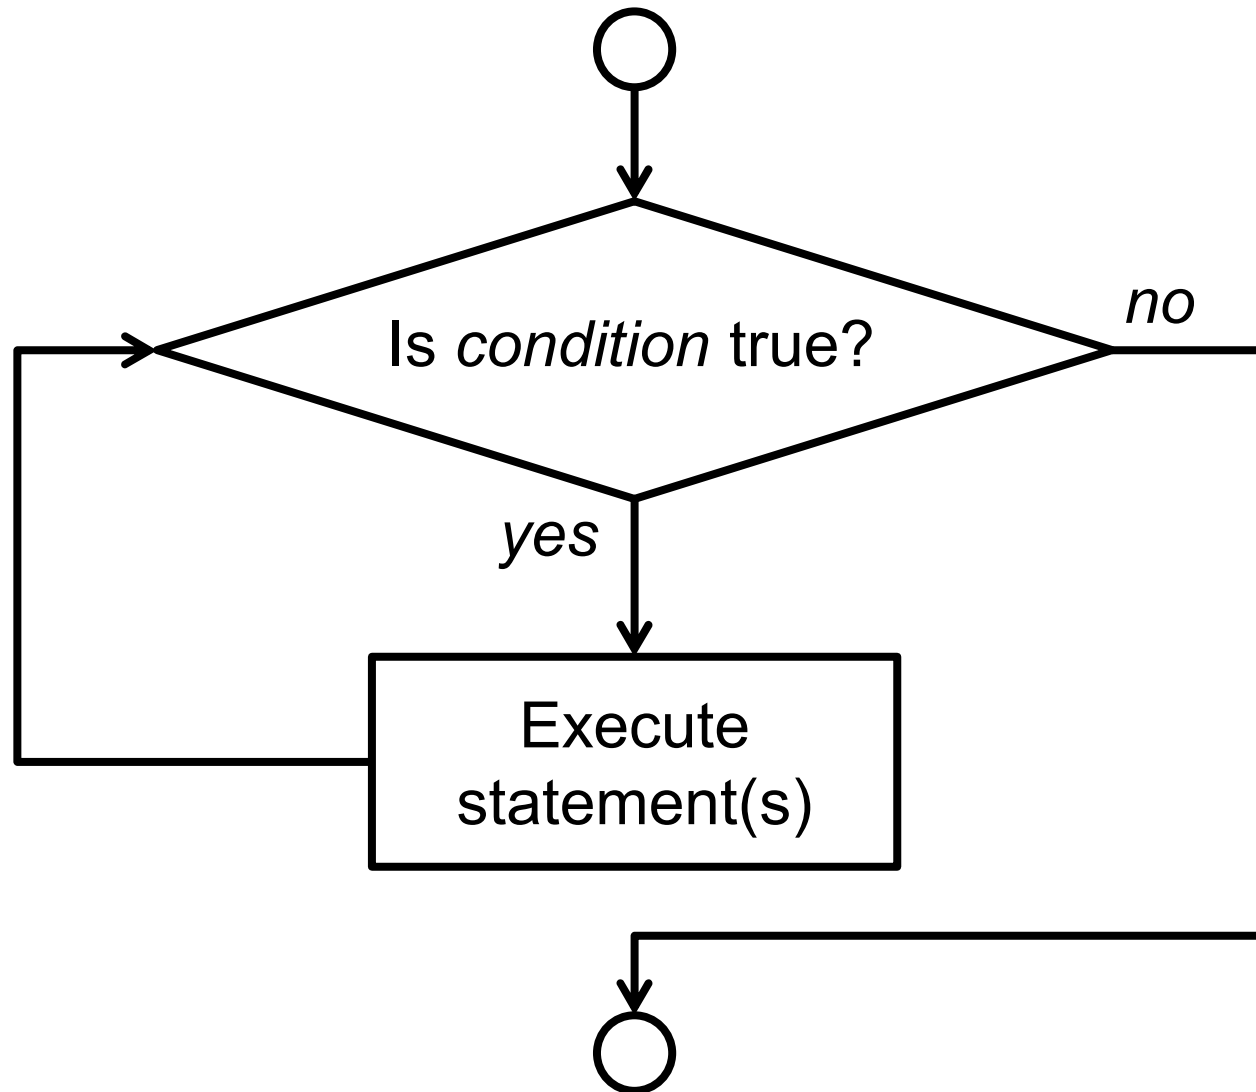 Is condition true?
no
yes
Execute
statement(s)